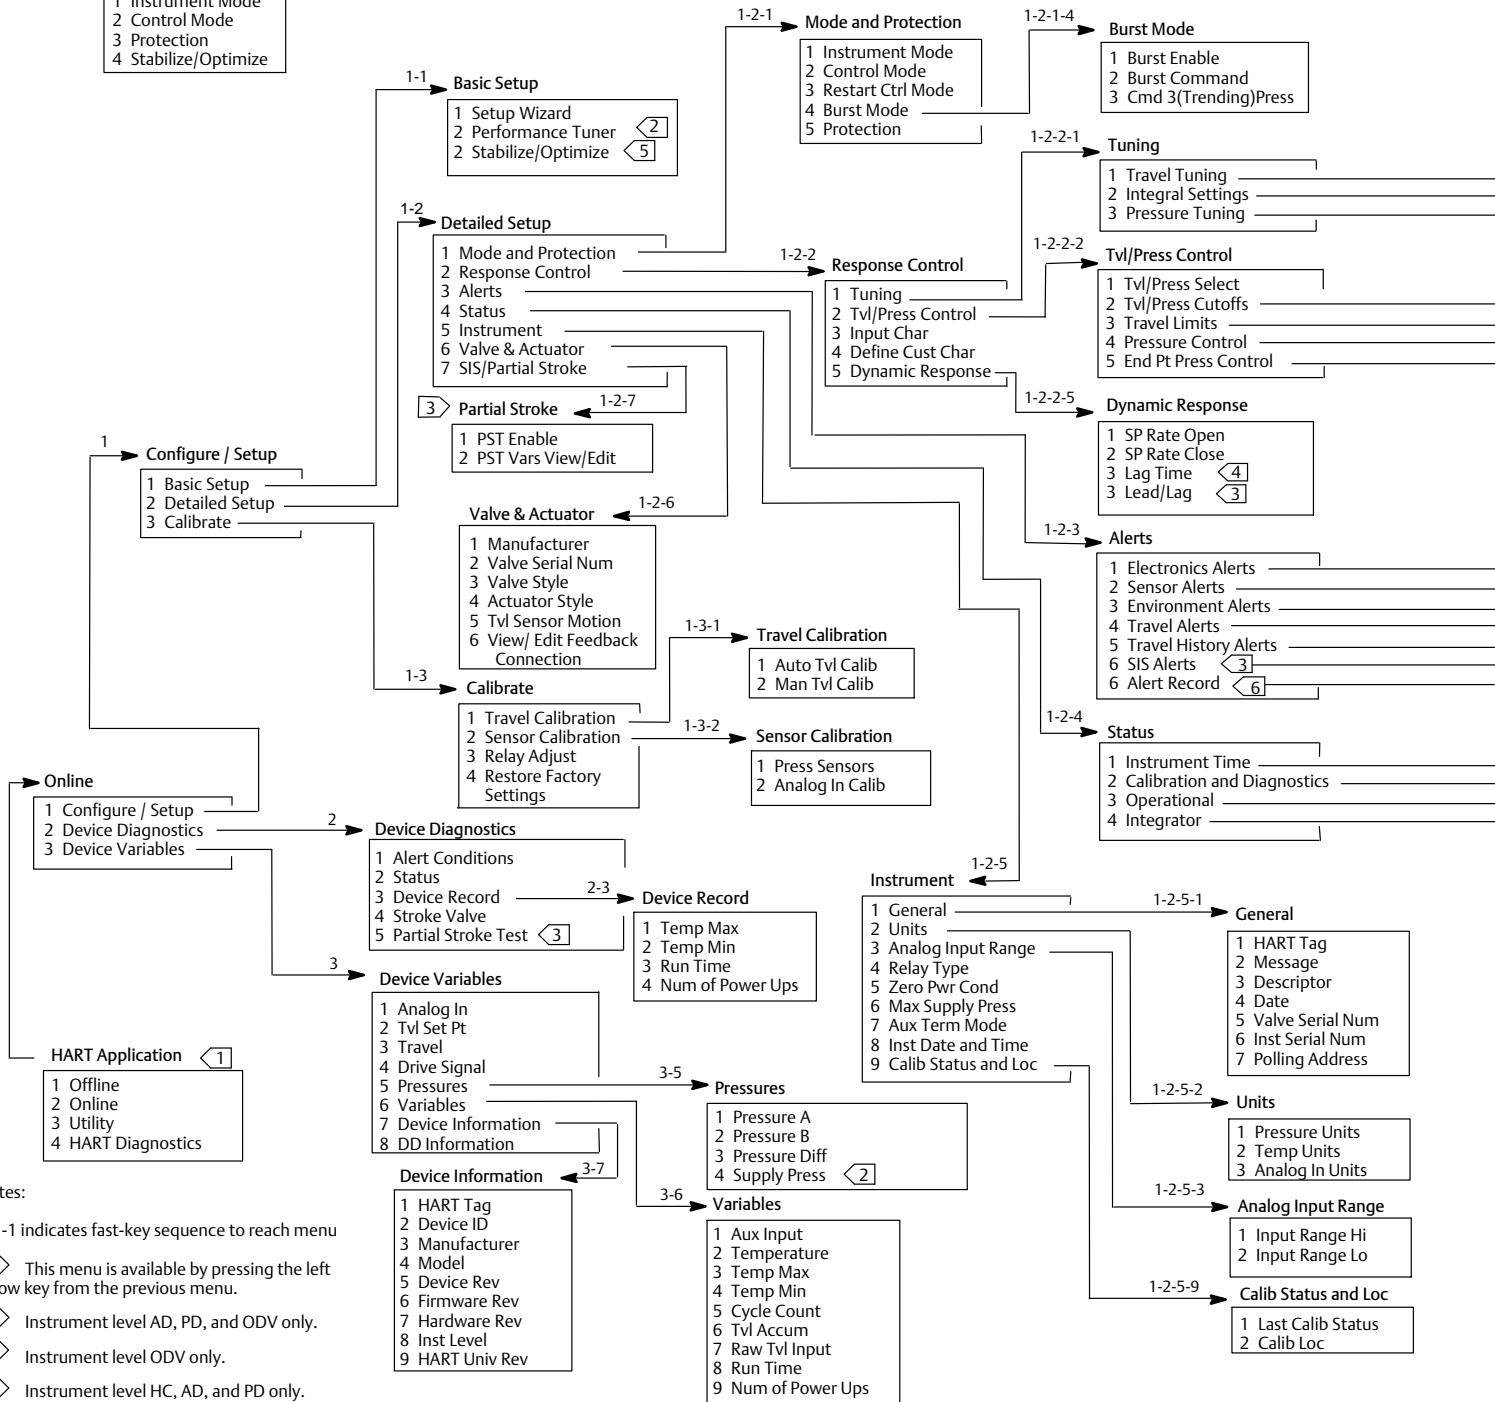 1 Instrument Mode
2 Control Mode
3 Protection
4 Stabilize/Optimize
1-1
Basic Setup
1 Setup Wizard
2 Performance Tuner 2
2 Stabilize/Optimize 5
1-2
Detailed Setup
1 Mode and Protection
2 Response Control
3 Alerts
4 Status
5 Instrument
6 Valve & Actuator
7 SIS/Partial Stroke
1-2-7
3 Partial Stroke
1 PST Enable
2 PST Vars View/Edit
1-2-6
Valve & Actuator
1 Manufacturer
2 Valve Serial Num
3 Valve Style
4 Actuator Style
5 Tvl Sensor Motion
6 View/ Edit Feedback
Connection
1
Configure / Setup
1 Basic Setup
2 Detailed Setup
3 Calibrate
1-3
Calibrate
1 Travel Calibration
2 Sensor Calibration
3 Relay Adjust
4 Restore Factory
Settings
1-3-1
Travel Calibration
1 Auto Tvl Calib
2 Man Tvl Calib
1-3-2
Sensor Calibration
1 Press Sensors
2 Analog In Calib
Online
1 Configure / Setup
2 Device Diagnostics
3 Device Variables
2
Device Diagnostics
1 Alert Conditions
2 Status
3 Device Record
4 Stroke Valve
5 Partial Stroke Test 3
2-3
Device Record
1 Temp Max
2 Temp Min
3 Run Time
4 Num of Power Ups
3
Device Variables
1 Analog In
2 Tvl Set Pt
3 Travel
4 Drive Signal
5 Pressures
6 Variables
7 Device Information
8 DD Information
HART Application 1
1 Offline
2 Online
3 Utility
4 HART Diagnostics
3-7
Device Information
1 HART Tag
2 Device ID
3 Manufacturer
4 Model
5 Device Rev
6 Firmware Rev
7 Hardware Rev
8 Inst Level
9 HART Univ Rev
3-5
Pressures
1 Pressure A
2 Pressure B
3 Pressure Diff
4 Supply Press 2
3-6
Variables
1 Aux Input
2 Temperature
3 Temp Max
4 Temp Min
5 Cycle Count
6 Tvl Accum
7 Raw Tvl Input
8 Run Time
9 Num of Power Ups
1-2-1
Mode and Protection
1 Instrument Mode
2 Control Mode
3 Restart Ctrl Mode
4 Burst Mode
5 Protection
1-2-1-4
Burst Mode
1 Burst Enable
2 Burst Command
3 Cmd 3(Trending)Press
1-2-2
Response Control
1 Tuning
2 Tvl/Press Control
3 Input Char
4 Define Cust Char
5 Dynamic Response
1-2-2-1
Tuning
1 Travel Tuning
2 Integral Settings
3 Pressure Tuning
1-2-2-2
Tvl/Press Control
1 Tvl/Press Select
2 Tvl/Press Cutoffs
3 Travel Limits
4 Pressure Control
5 End Pt Press Control
1-2-2-5
Dynamic Response
1 SP Rate Open
2 SP Rate Close
3 Lag Time 4
3 Lead/Lag 3
1-2-3
Alerts
1 Electronics Alerts
2 Sensor Alerts
3 Environment Alerts
4 Travel Alerts
5 Travel History Alerts
6 SIS Alerts 3
6 Alert Record 6
1-2-4
Status
1 Instrument Time
2 Calibration and Diagnostics
3 Operational
4 Integrator
1-2-5
Instrument
1 General
2 Units
3 Analog Input Range
4 Relay Type
5 Zero Pwr Cond
6 Max Supply Press
7 Aux Term Mode
8 Inst Date and Time
9 Calib Status and Loc
1-2-5-1
General
1 HART Tag
2 Message
3 Descriptor
4 Date
5 Valve Serial Num
6 Inst Serial Num
7 Polling Address
1-2-5-2
Units
1 Pressure Units
2 Temp Units
3 Analog In Units
1-2-5-3
Analog Input Range
1 Input Range Hi
2 Input Range Lo
1-2-5-9
Calib Status and Loc
1 Last Calib Status
2 Calib Loc
tes:
-1 indicates fast-key sequence to reach menu
This menu is available by pressing the left
ow key from the previous menu.
Instrument level AD, PD, and ODV only.
Instrument level ODV only.
Instrument level HC, AD, and PD only.